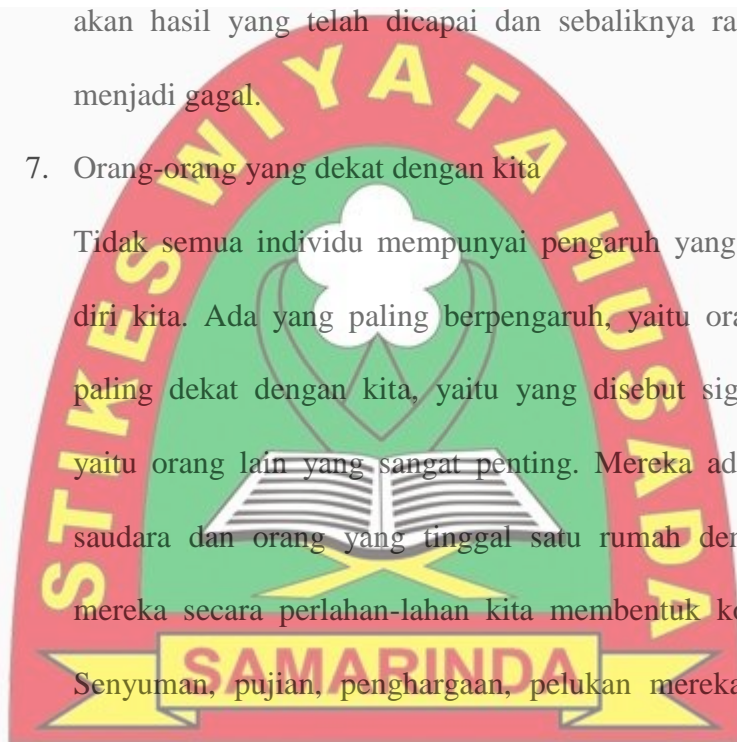 akan hasil yang telah dicapai dan sebaliknya ra
menjadi gagal.
7. Orang-orang yang dekat dengan kita
Tidak semua individu mempunyai pengaruh yang
diri kita. Ada yang paling berpengaruh, yaitu ora
paling dekat dengan kita, yaitu yang disebut sig
yaitu orang lain yang sangat penting. Mereka ad
saudara dan orang yang tinggal satu rumah den
mereka secara perlahan-lahan kita membentuk ko
Senyuman, pujian, penghargaan, pelukan mereka
STIKES WIYATA HUSADA
SAMARINDA